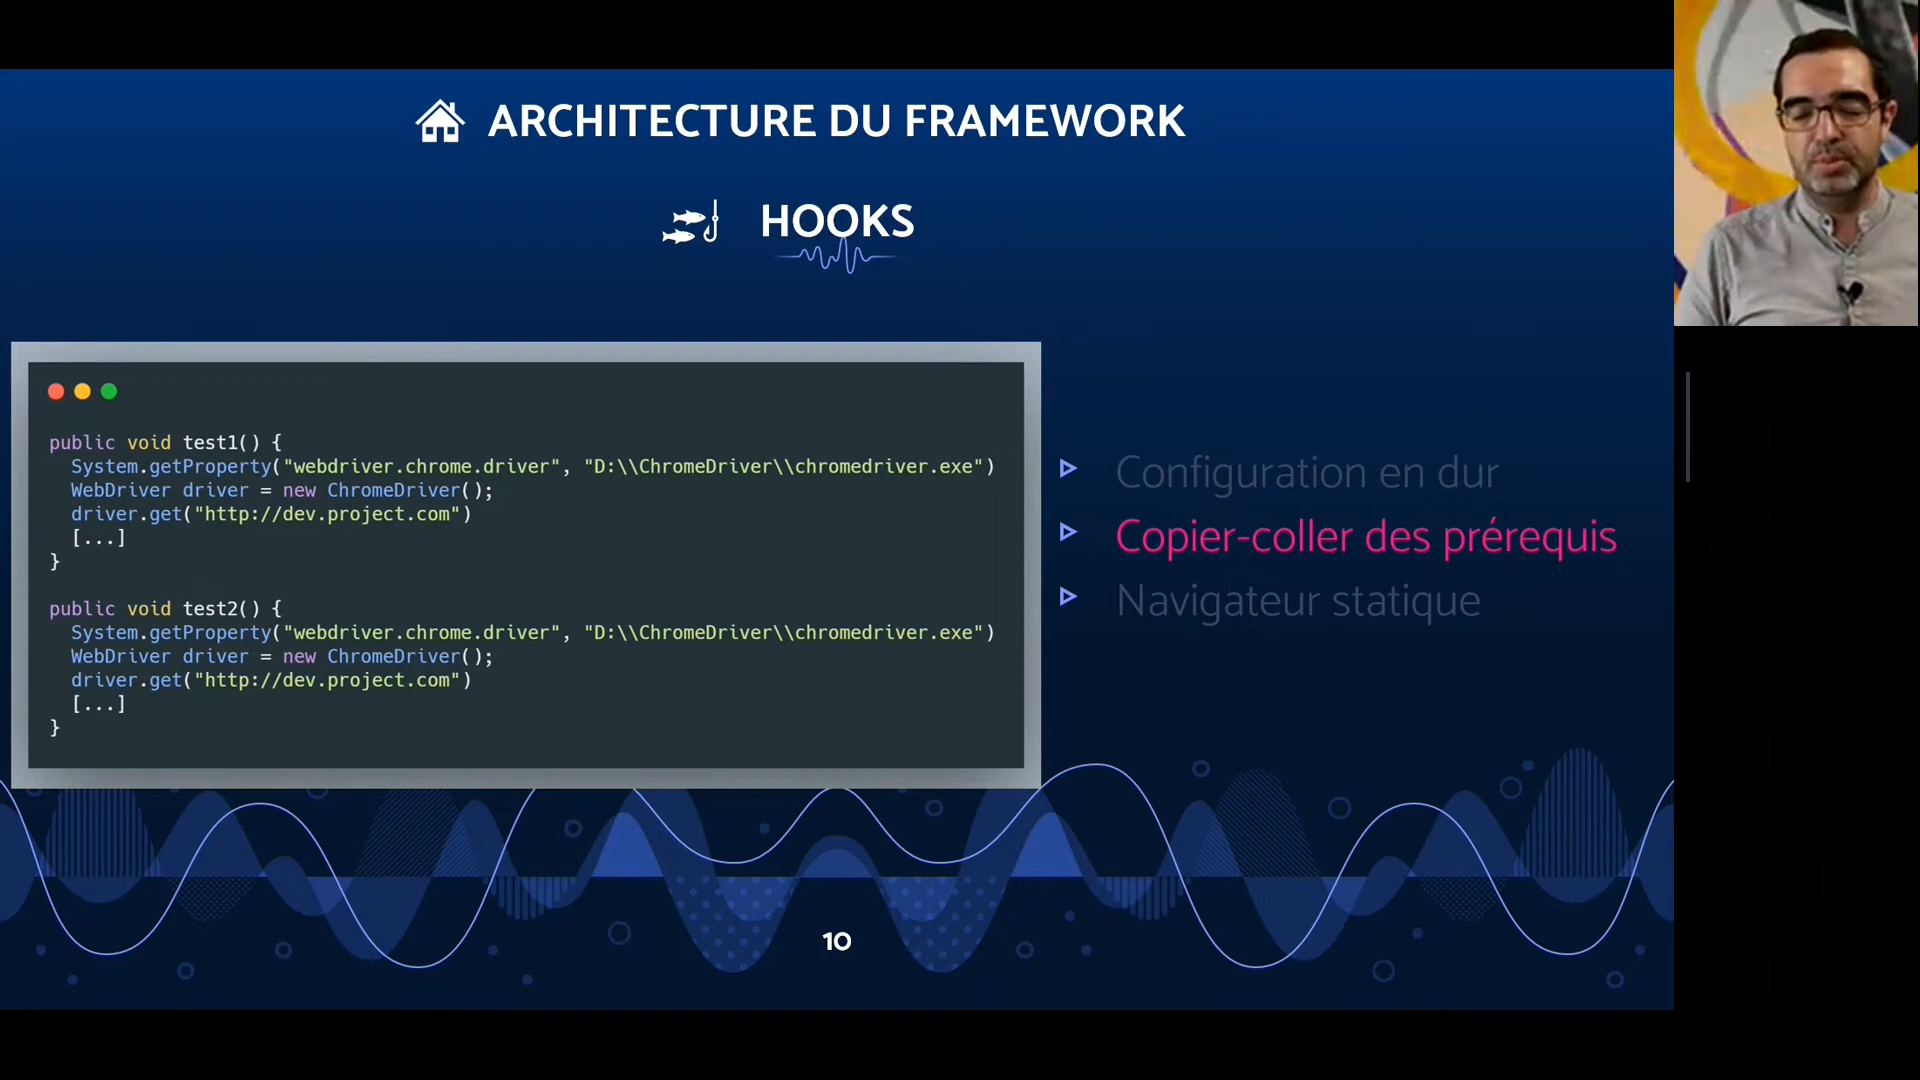 ARCHITECTURE DU FRAMEWORK
HOOKS
public void test1() {
System.getProperty("webdriver.chrome.driver", "D:\\ChromeDriver\\chromedriver.exe")
WebDriver driver = new ChromeDriver();
driver.get("http://dev.project.com")
[...]
}
public void test2() {
System.getProperty("webdriver.chrome.driver", "D:\\ChromeDriver\\chromedriver.exe")
WebDriver driver = new ChromeDriver();
driver.get("http://dev.project.com")
[...]
}
Configuration en dur
Copier-coller des prérequis
Navigateur statique
10